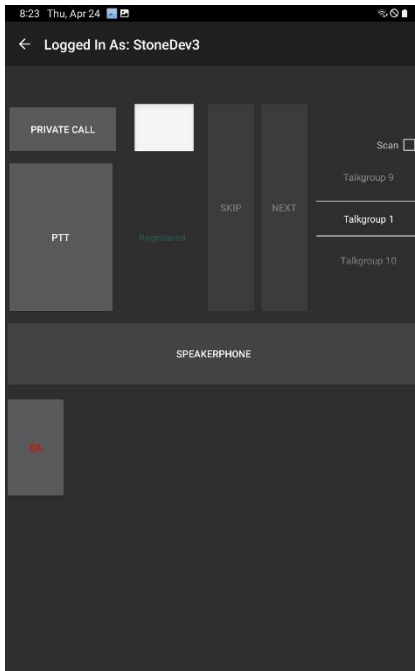 8:23 Thu, Apr 24
Logged In As: StoneDev3
PRIVATE CALL
Scan
Talkgroup 9
SKIP
NEXT
Talkgroup 1
PTT
Registered
Talkgroup 10
SPEAKERPHONE
EA